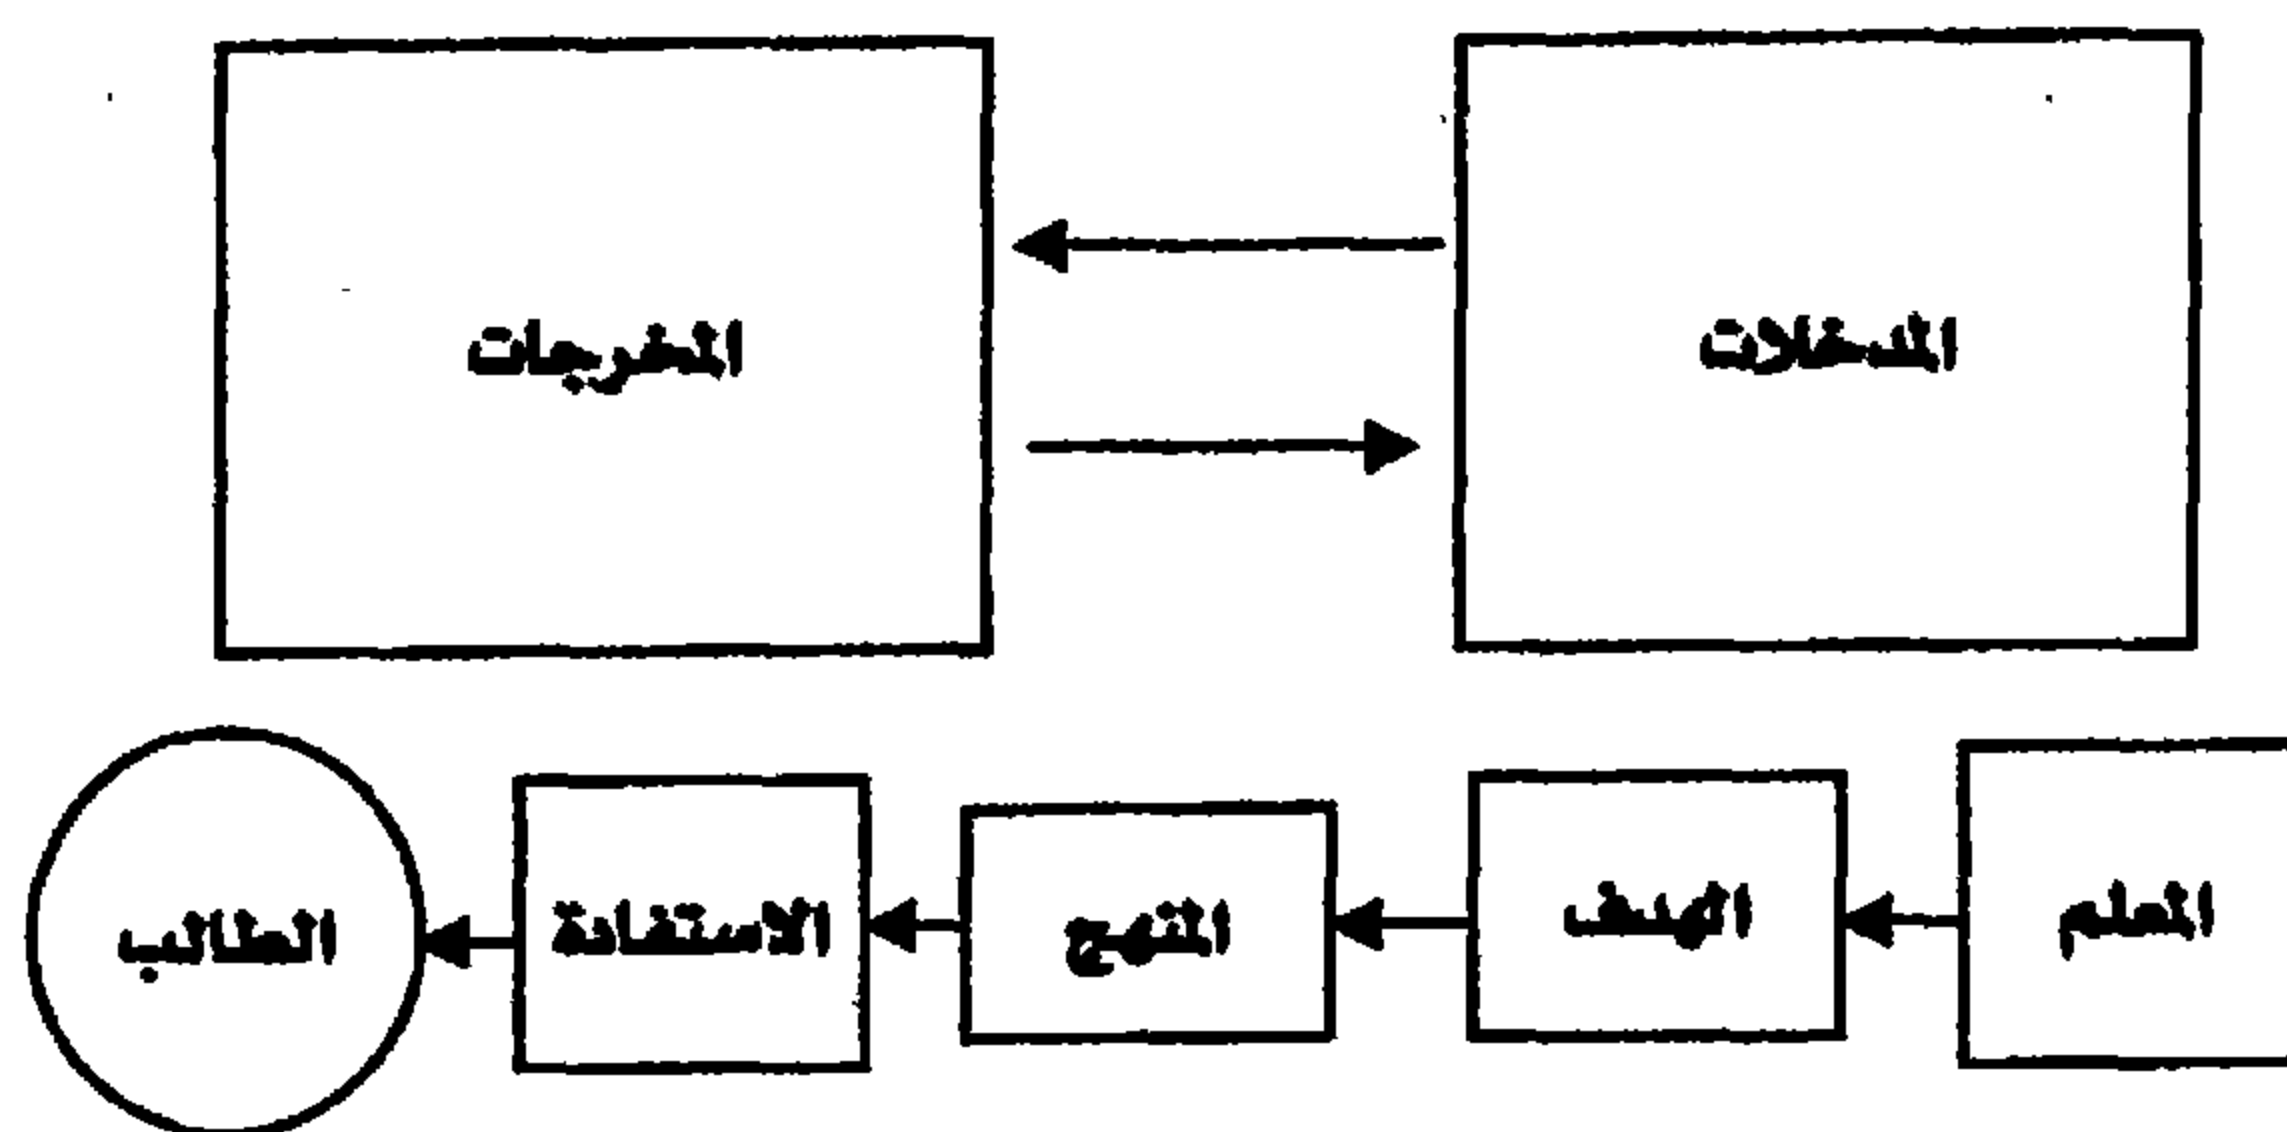 المدخلات
المخرجات
المعلم
الهدف
المنهج
الاستفادة
الطالب